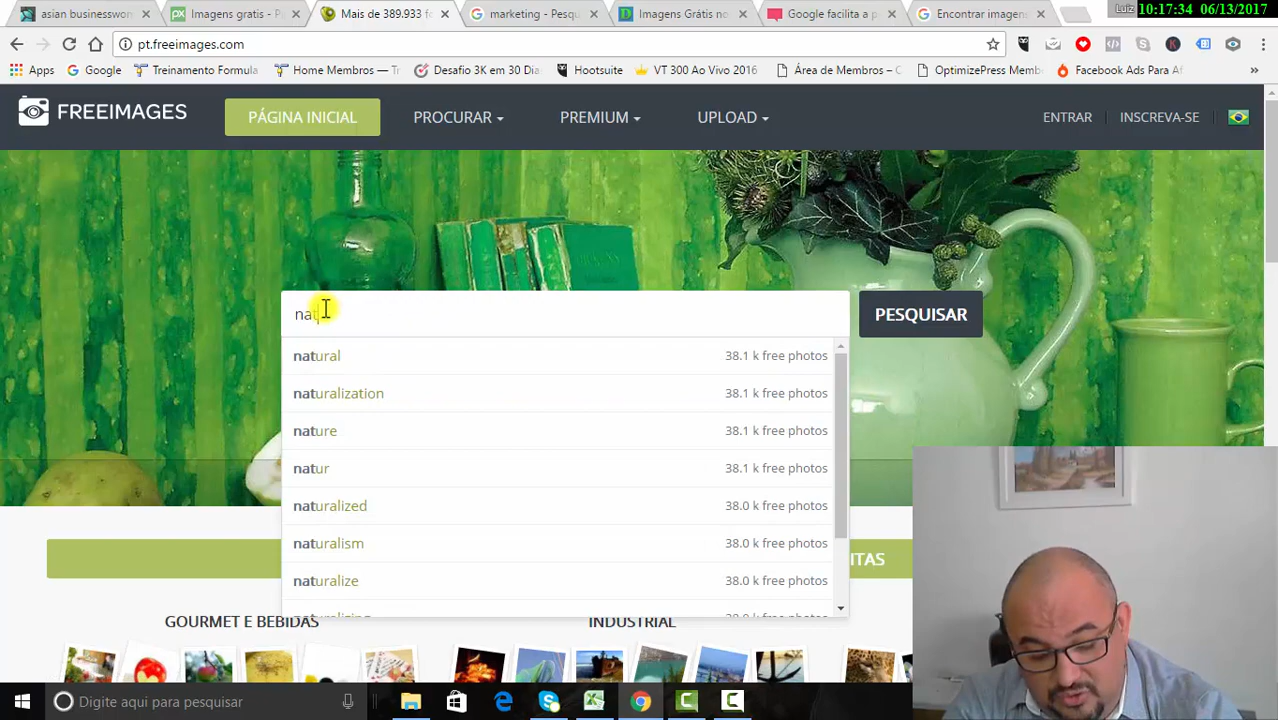 asian businesswon
Imagens gratis - P
Mais de 389.933 f
marketing - Pesq
Imagens Grátis no
Google facilita a p
Encontrar imagens
Luiz 10:17:34 06/13/2017
pt.freeimages.com
Apps
Google
Treinamento Formula
Home Membros — T
Desafio 3K em 30 Dia
Hootsuite
VT 300 Ao Vivo 2016
Área de Membros – C
OptimizePress Memb
Facebook Ads Para Af
FREEIMAGES
PÁGINA INICIAL
PROCURAR
PREMIUM
UPLOAD
ENTRAR
INSCREVA-SE
nat
PESQUISAR
natural 38.1 k free photos
naturalization 38.1 k free photos
nature 38.1 k free photos
natur 38.1 k free photos
naturalized 38.0 k free photos
naturalism 38.0 k free photos
naturalize 38.0 k free photos
ITAS
GOURMET E BEBIDAS
INDUSTRIAL
Digite aqui para pesquisar